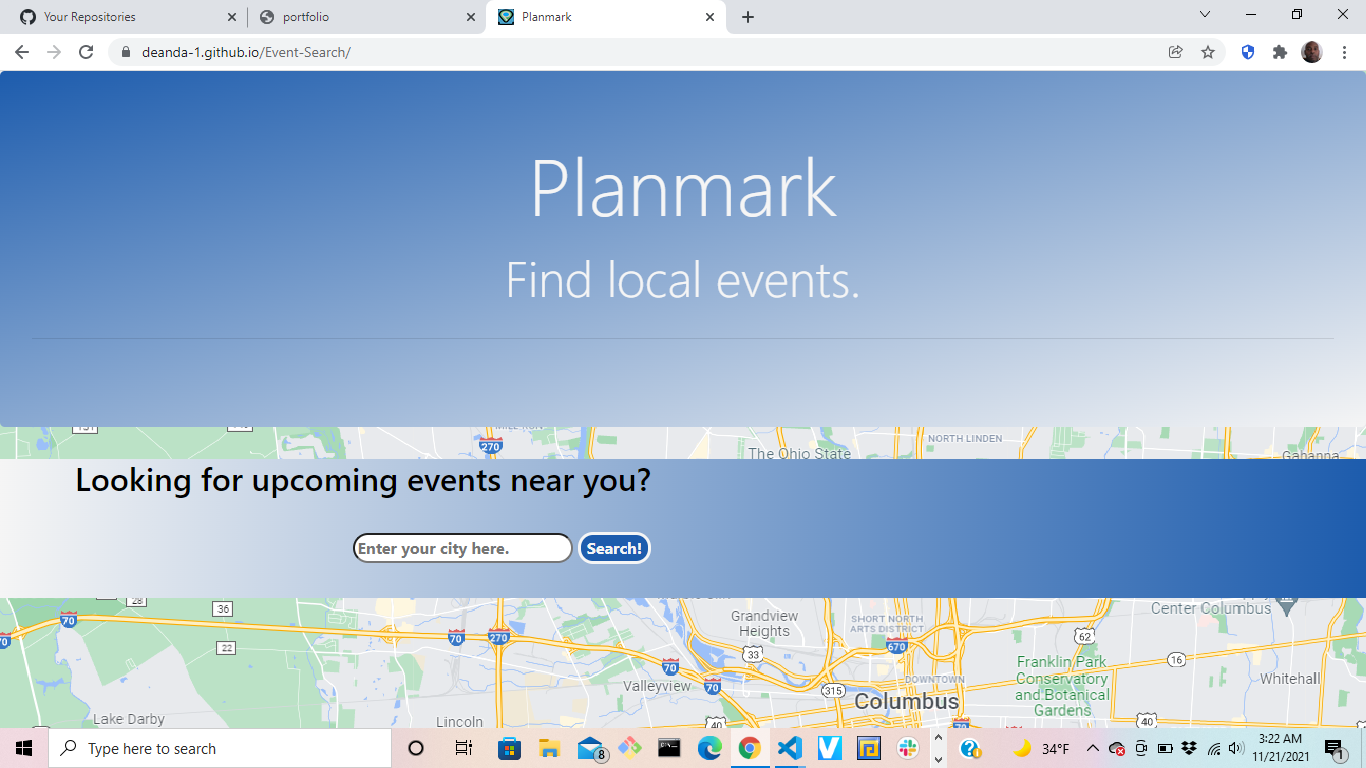 Your Repositories
portfolio
Planmark
deanda-1.github.io/Event-Search/
Planmark
Find local events.
270
The Ohio State
NORTH LINDEN
Gahanna
Looking for upcoming events near you?
Enter your city here.
Search!
28
36
70
70
270
22
Lake Darby
Lincoln
Grandview
Heights
33
SHORT NORTH
ARTS DISTRICT
670
70
Valleyview
70
315
DOWNTOWN
Columbus
40
70
Center Columbus
62
16
Franklin Park
Conservatory
and Botanical
Gardens
Whitehall
40
Type here to search
8
34°F
3:22 AM
11/21/2021
1